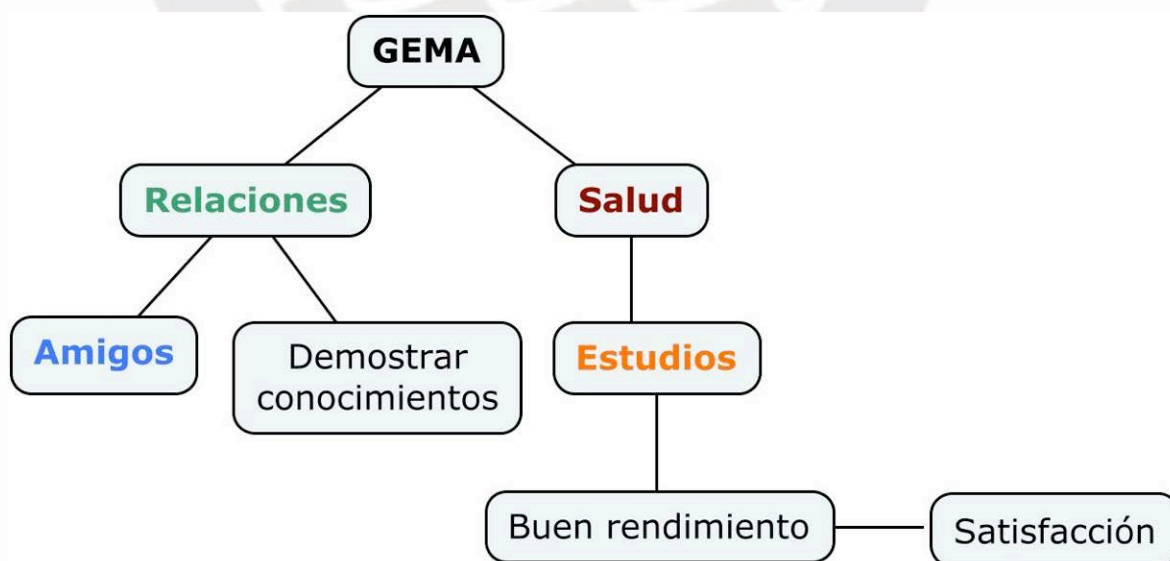 GEMA
Relaciones
Salud
Amigos
Demostrar
conocimientos
Estudios
Buen rendimiento
Satisfacción